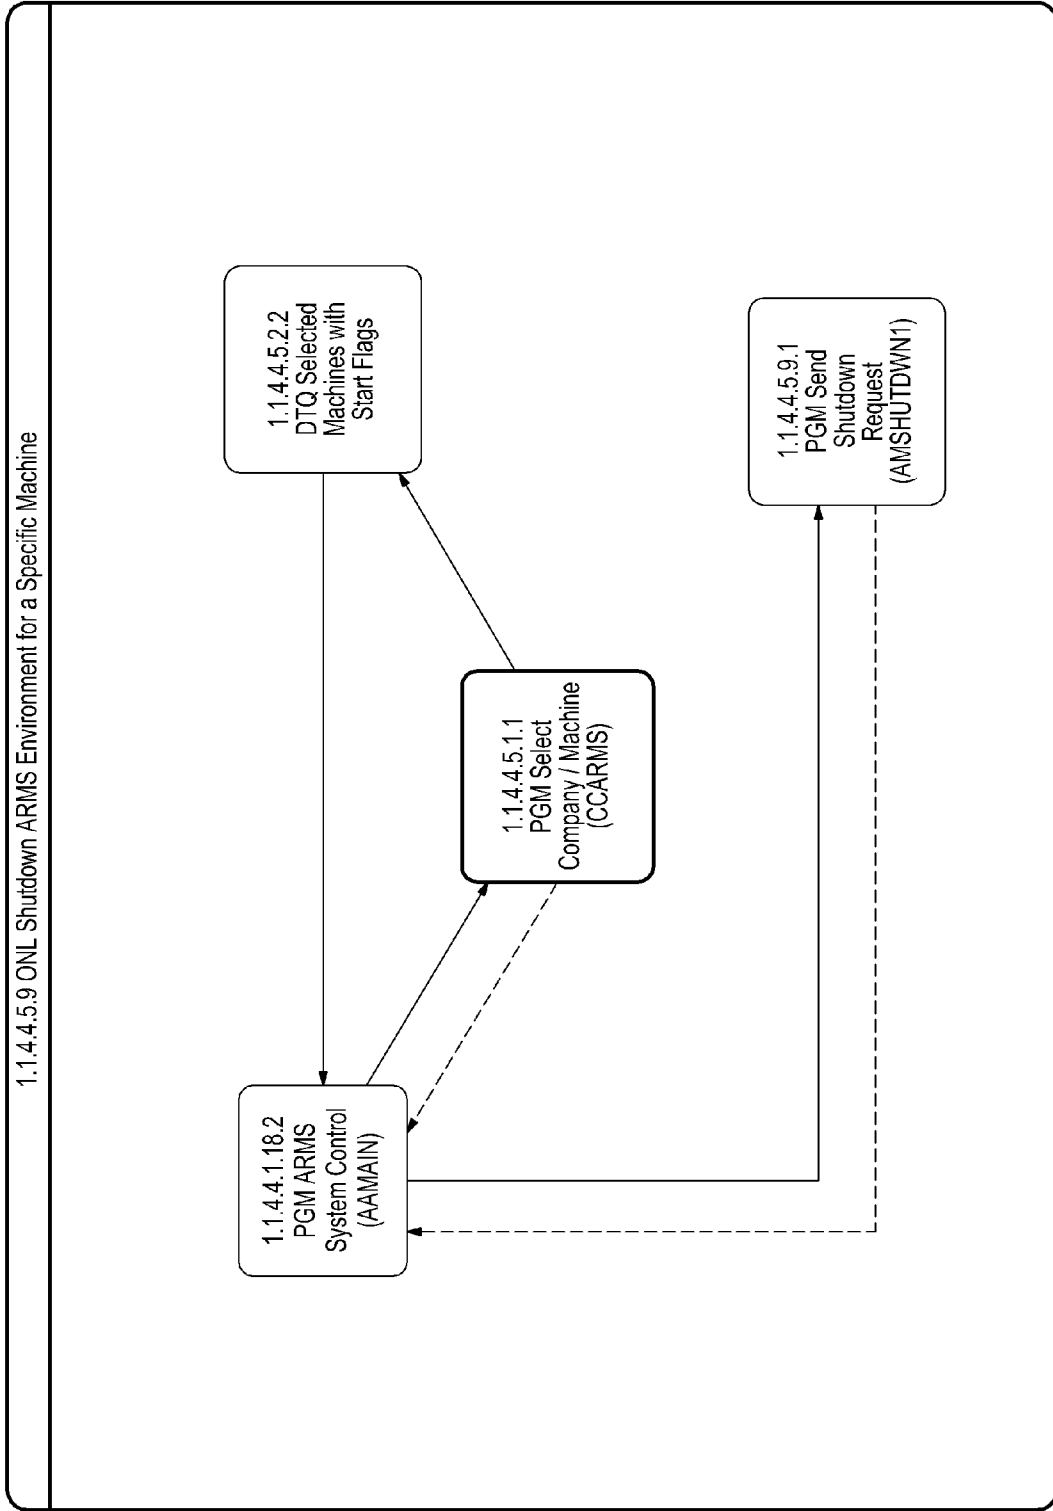 1.1.4.4.5.9 ONL Shutdown ARMS Environment for a Specific Machine
1.1.4.4.1.18.2
PGM ARMS
System Control
(AAMAIN)
1.1.4.4.5.2.2
DTQ Selected
Machines with
Start Flags
1.1.4.4.5.1.1
PGM Select
Company / Machine
(CCARMS)
1.1.4.4.5.9.1
PGM Send
Shutdown
Request
(AMSHUTDWN1)